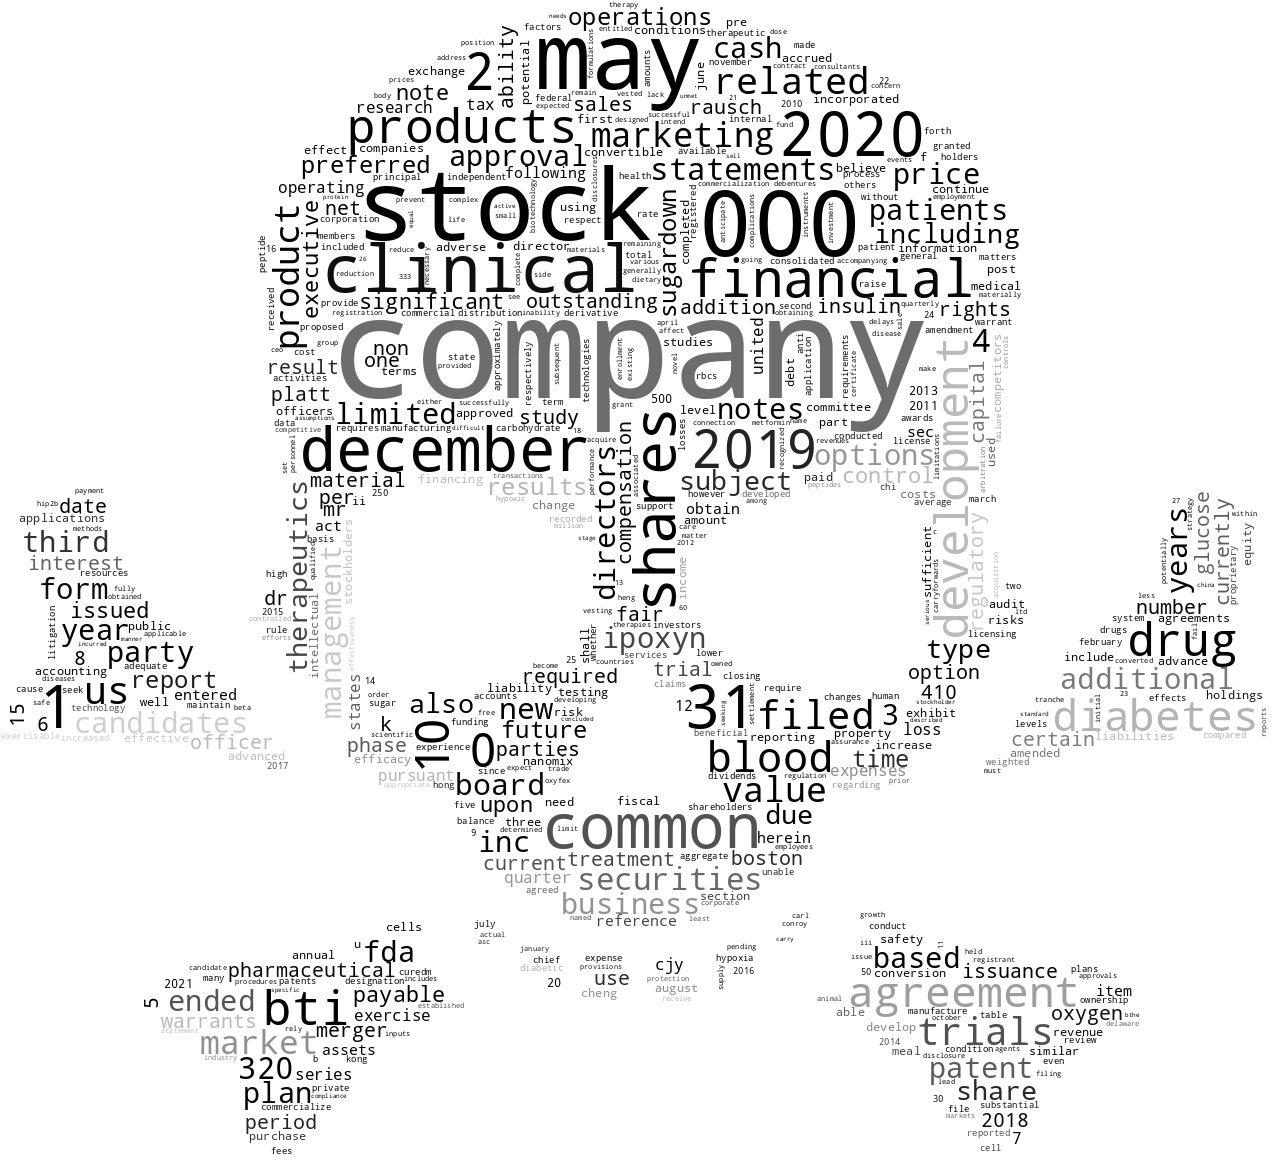 therapy
needs operations pre
factors entitled conditions therapeutic dose
may cash made
position accrued
address 2 ability potential formulations amounts june november contract consultants
exchange related 22
prices note concern
body federal remain vested lack unmet 21 2010 incorporated
research tax expected sales rausch
products first designed successful intend internal fund
marketing 2020 forth
effect companies approval convertible available sell granted
preferred statements believe events f holders
principal independent following disclosures health commercialization debentures process price
operating protein prevent complex biotechnology using rate registered anticipate complications instruments investment others continue
net stock active small respect 000 without employment
corporation equal life patients
product executive members completed including
peptide 16 included reduce adverse director materials remaining patient information
clinical total going consolidated accompanying general matters
reduction 26 333 necessary complete side various sugardown financial post
generally raise medical
received provide significant see outstanding dietary addition second insulin quarterly rights materially
registration commercial distribution inability derivative obtaining 24
proposed april delays sale amendment warrant
group company affect disease 4 competitors controls
ceo cost non approximately respectively subsequent technologies studies united anti requirements
result one state provided enrollment existing novel debt application certificate make
activities terms rbcs development capital
platt either successfully term grant 500 2013
officers limited approved study level notes committee 2011
data assumptions shares connection metformin name part awards
competitive requires manufacturing difficult carbohydrate 18 acquire losses revenues conducted sec license failure
december compensation 2019 recognized options limitations used
set personnel performance associated
material financing transactions subject paid control arbitration
hip2b payment therapeutics per ii 250 results hypoxic directors however developed peptides chi costs 27
date mr change support obtain among average march years strategy glucose within
applications act recorded amount c
third methods basis million care equity
interest management qualified stockholders stage matter sufficient regulatory acquisition potentially currently proprietary
resources 2012
high income china
form fully obtained 13 serious carryforwards two less
dr heng 60 audit number agreements
issued 2015 intellectual vesting fair ltd system
litigation public controlled therapies investors risks drugs
year applicable rule effectiveness shall whether ipoxyn licensing february fail
8 incurred manner efforts services lower type drug
party become 25 countries trial owned include converted advance
accounting adequate states 14 required closing option additional
diseases report liability claims require changes human 410 tranche 23 effects holdings
cause seek us entered order also accounts testing 12 settlement stockholder initial
15 safe technology maintain beta sugar free developing 31 filed 3 exhibit standard diabetes reports
1 well scientific 10 new risk seeking described levels
6 candidates k funding concluded beneficial property loss certain liabilities compared
exercisable increased effective officer phase experience 0 future reporting assurance increase amended
advanced efficacy parties blood time weighted
2017 pursuant since expect nanomix trade dividends regulation expenses must
appropriate hong board oxyfex value regarding prior
five upon need fiscal shareholders
balance three common due
9 inc determined limit herein
employees
current treatment aggregate boston
quarter securities unable
agreed section
business corporate
named reference least carl growth
cells july conroy conduct
u actual carry iii safety 11
annual fda asc january expense pending based held
candidate pharmaceutical chief cjy hypoxia issue registrant
many procedures patents designation curedm includes diabetic provisions use protection supply 2016 50 conversion issuance plans approvals
2021 specific 20 august agreement item
5 ended bti payable established cheng receive animal able manufacture table ownership
warrants exercise october oxygen bthe
statement rely merger inputs develop trials revenue delaware
market assets 2014 condition agents review
industry b kong meal disclosure similar
320 series patent even filing
private lead
plan compliance 30 share
commercialize file substantial
period markets 2018
purchase reported 7
fees cell